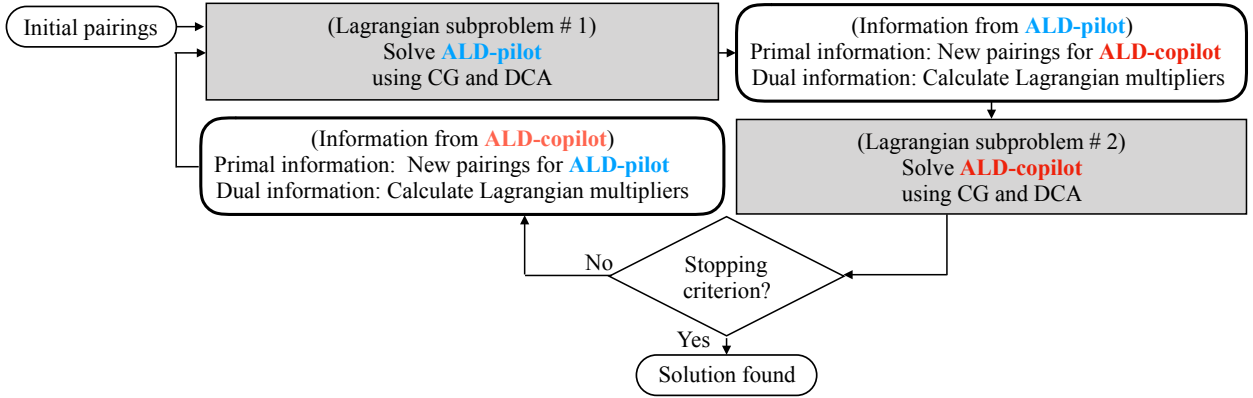 Initial pairings
(Lagrangian subproblem # 1)
Solve ALD-pilot
using CG and DCA
(Information from ALD-pilot)
Primal information: New pairings for ALD-copilot
Dual information: Calculate Lagrangian multipliers
(Information from ALD-copilot)
Primal information: New pairings for ALD-pilot
Dual information: Calculate Lagrangian multipliers
(Lagrangian subproblem # 2)
Solve ALD-copilot
using CG and DCA
No
Stopping
criterion?
Yes
Solution found